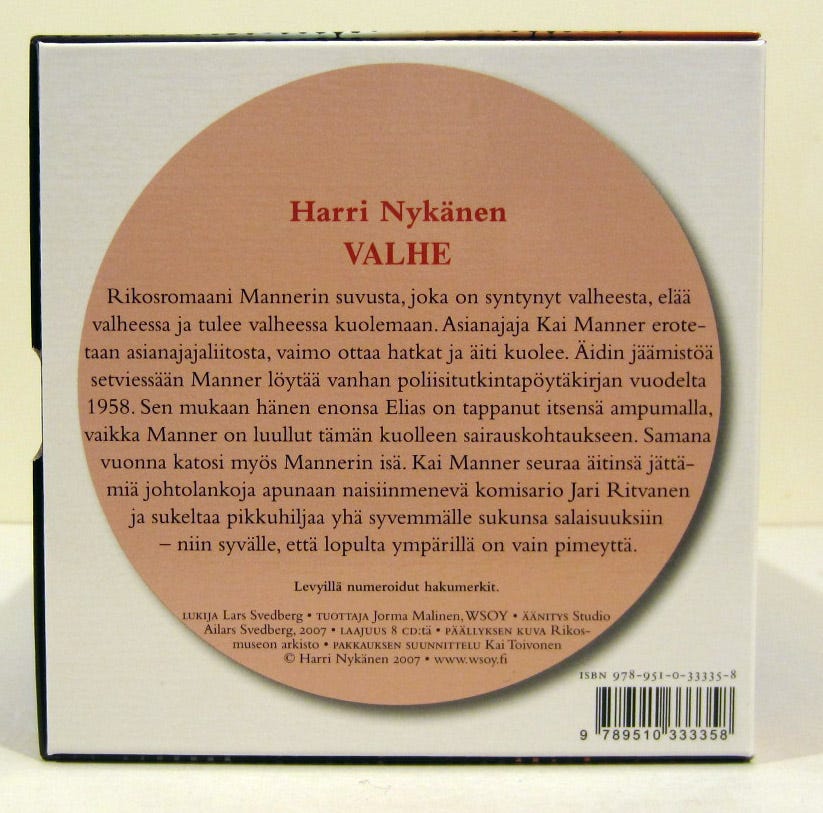 Harri Nykänen
VALHE
Rikosromaani Mannerin suvusta, joka on syntynyt valheesta, elää
valheessa ja tulee valheessa kuolemaan. Asianajaja Kai Manner erote-
taan asianajajaliitosta, vaimo ottaa hatkat ja äiti kuolee. Äidin jäämistöä
setviessään Manner löytää vanhan poliisitutkintapöytäkirjan vuodelta
1958. Sen mukaan hänen enonsa Elias on tappanut itsensä ampumalla,
vaikka Manner on luullut tämän kuolleen sairauskohtaukseen. Samana
vuonna katosi myös Mannerin isä. Kai Manner seuraa äitinsä jättä-
miä johtolankoja apunaan naisiinmenevä komisario Jari Ritvanen
ja sukeltaa pikkuhiljaa yhä syvemmälle sukunsa salaisuuksiin
– niin syvälle, että lopulta ympärillä on vain pimeyttä.
Levyillä numeroidut hakumerkit.
LUKIJA Lars Svedberg • TUOTTAJA Jorma Malinen, WSOY • ÄÄNITYS Studio
Ailars Svedberg, 2007 • LAAJUUS 8 CD:tä • PÄÄLLYKSEN KUVA Rikos-
museon arkisto • PAKKAUKSEN SUUNNITTELU Kai Toivonen
© Harri Nykänen 2007 • www.wsoy.fi
ISBN 978-951-0-33335-8
9 789510 333358